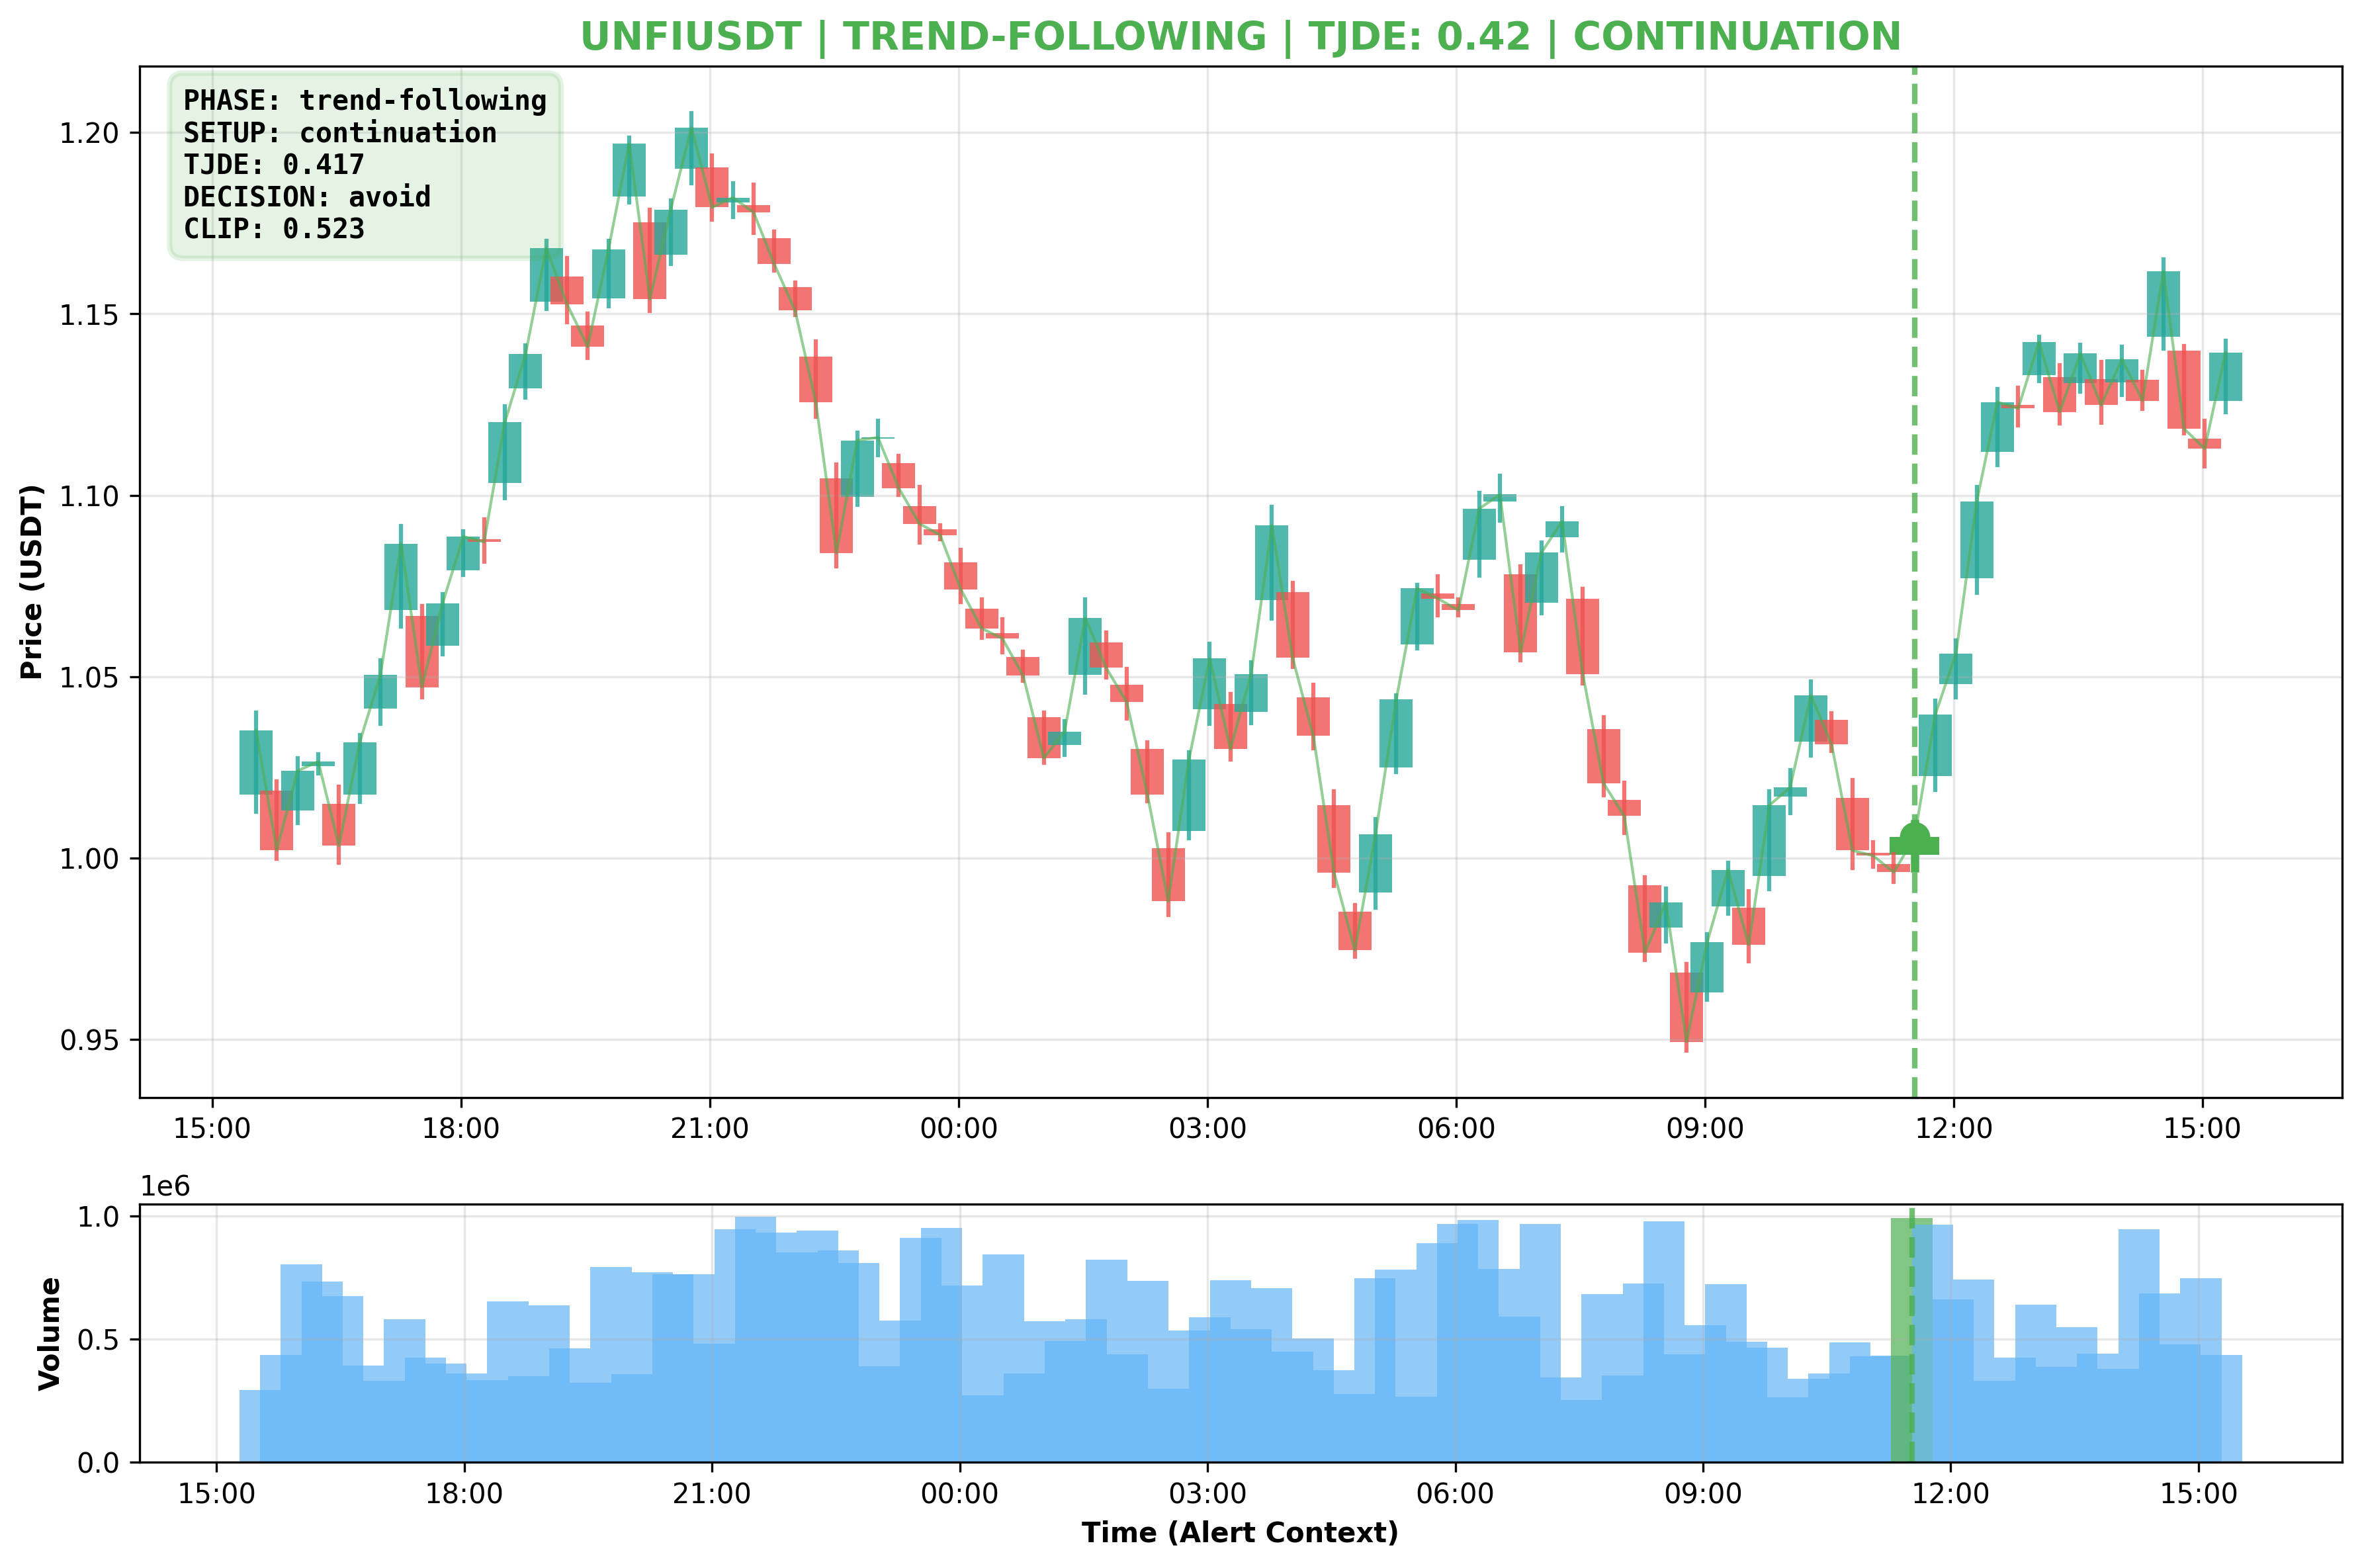 UNFIUSDT | TREND-FOLLOWING | TJDE: 0.42 | CONTINUATION
PHASE: trend-following
SETUP: continuation
TJDE: 0.417
DECISION: avoid
CLIP: 0.523
Price (USDT)
1.20
1.15
1.10
1.05
1.00
0.95
15:00 18:00 21:00 00:00 03:00 06:00 09:00 12:00 15:00
1e6
Volume
1.0
0.5
0.0
15:00 18:00 21:00 00:00 03:00 06:00 09:00 12:00 15:00
Time (Alert Context)